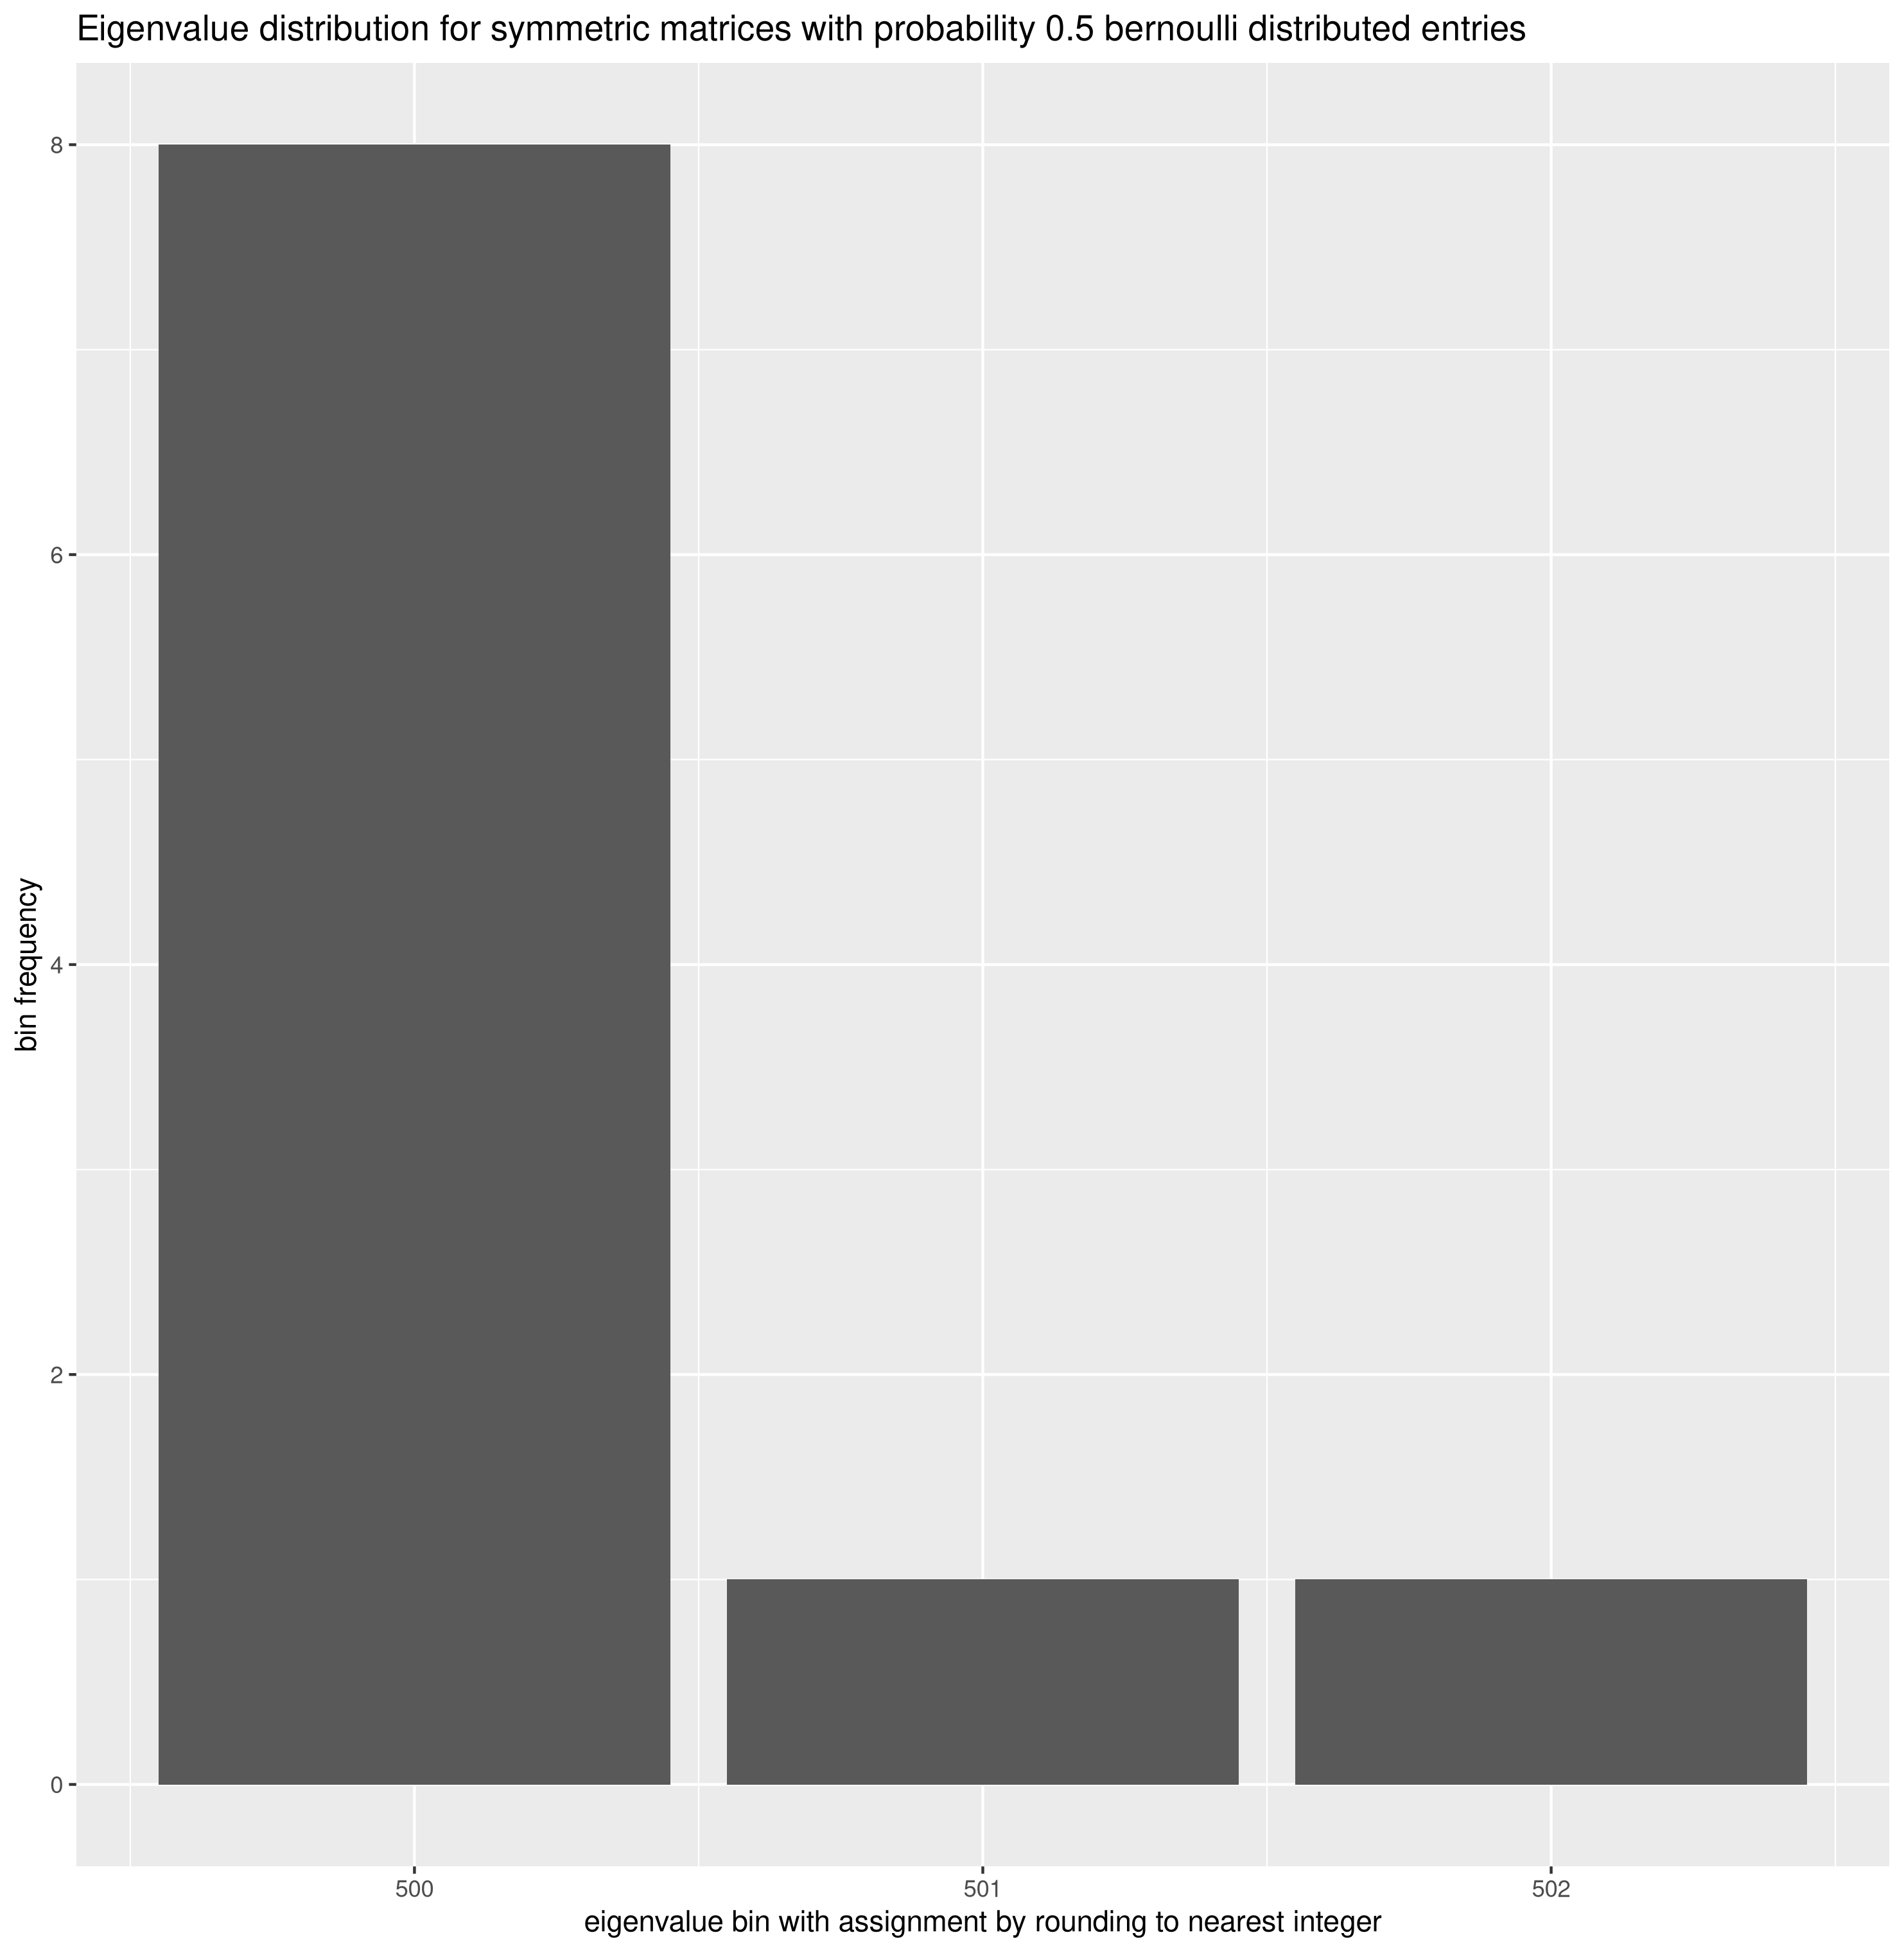 Eigenvalue distribution for symmetric matrices with probability 0.5 bernoulli distributed entries
8
6
4
2
0
bin frequency
500 501 502
eigenvalue bin with assignment by rounding to nearest integer